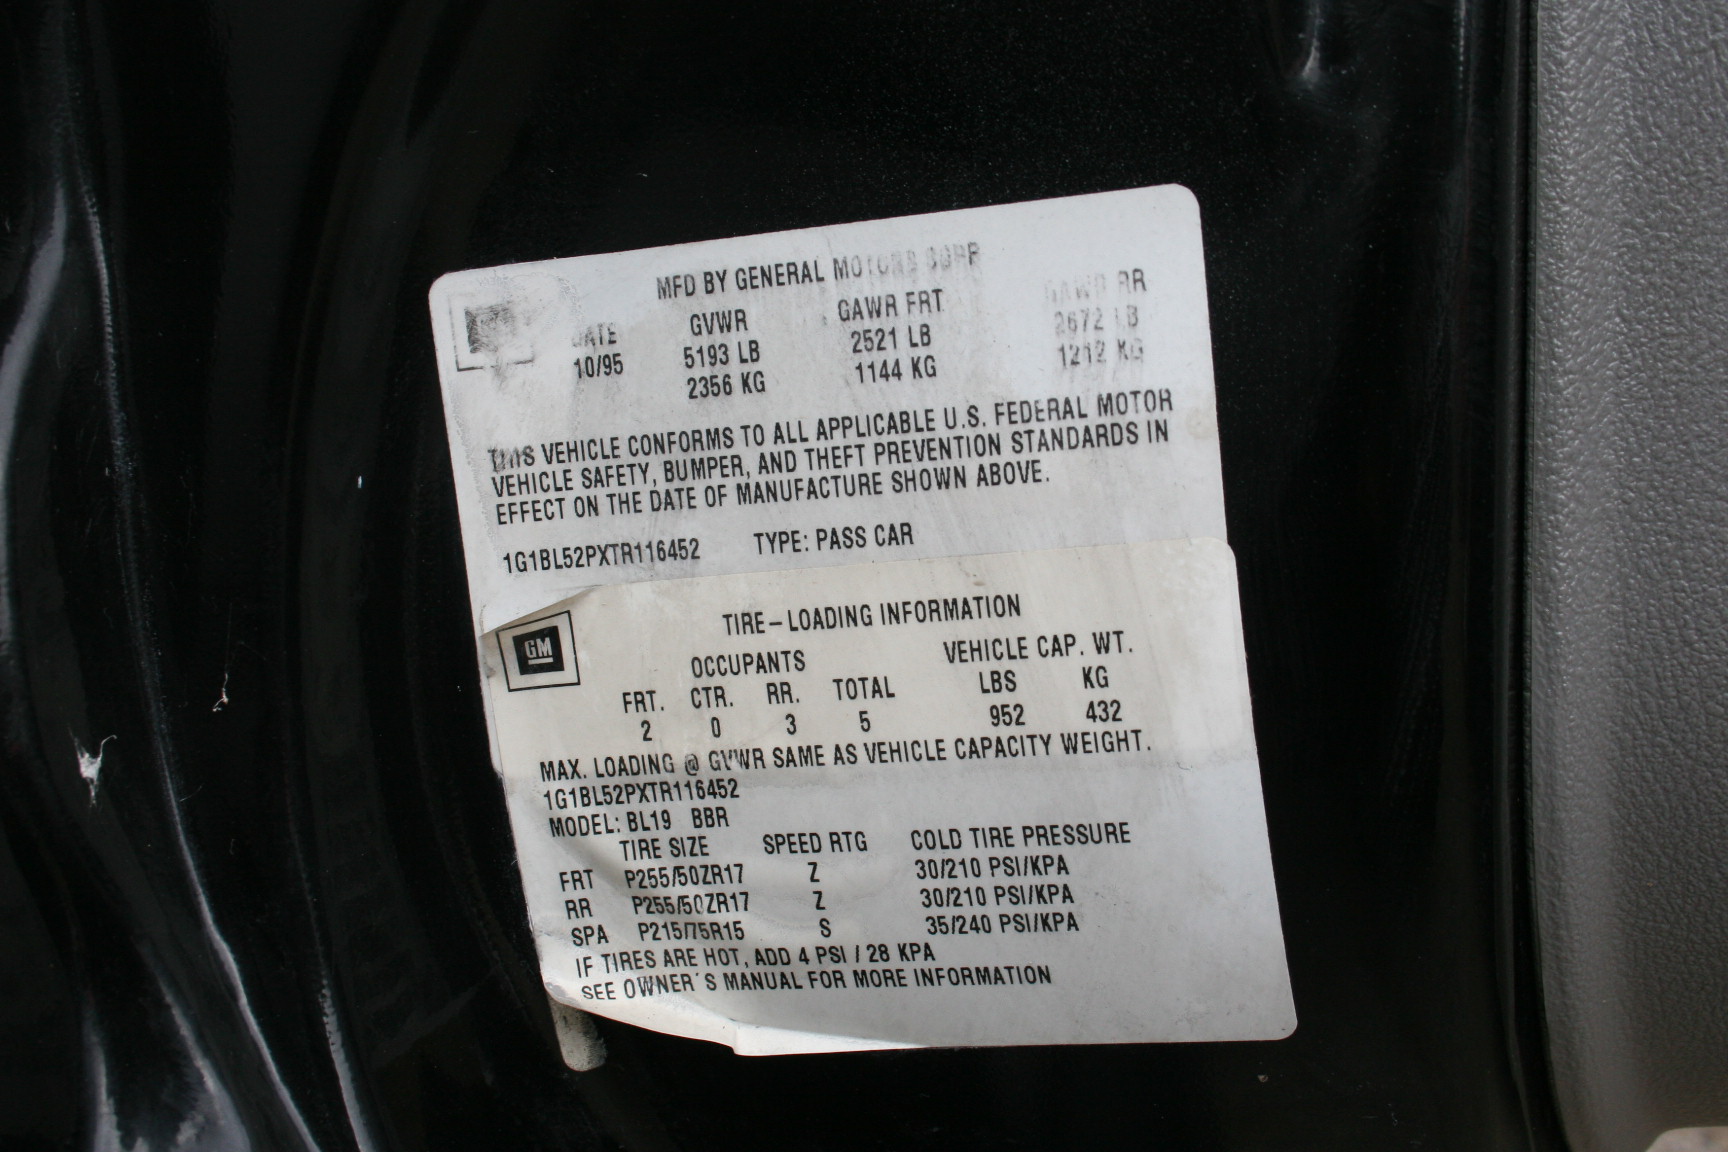 MFD BY GENERAL MOTORS CORP
DATE GVWR GAWR FRT GAWR RR
10/95 5193 LB 2521 LB 2672 LB
2356 KG 1144 KG 1212 KG
THIS VEHICLE CONFORMS TO ALL APPLICABLE U.S. FEDERAL MOTOR
VEHICLE SAFETY, BUMPER, AND THEFT PREVENTION STANDARDS IN
EFFECT ON THE DATE OF MANUFACTURE SHOWN ABOVE.
1G1BL52PXTR116452 TYPE: PASS CAR
GM
TIRE–LOADING INFORMATION
OCCUPANTS VEHICLE CAP. WT.
FRT. CTR. RR. TOTAL LBS KG
2 0 3 5 952 432
MAX. LOADING @ GVWR SAME AS VEHICLE CAPACITY WEIGHT.
1G1BL52PXTR116452
MODEL: BL19 BBR
TIRE SIZE SPEED RTG COLD TIRE PRESSURE
FRT P255/50ZR17 Z 30/210 PSI/KPA
RR P255/50ZR17 Z 30/210 PSI/KPA
SPA P215/75R15 S 35/240 PSI/KPA
IF TIRES ARE HOT, ADD 4 PSI / 28 KPA
SEE OWNER'S MANUAL FOR MORE INFORMATION